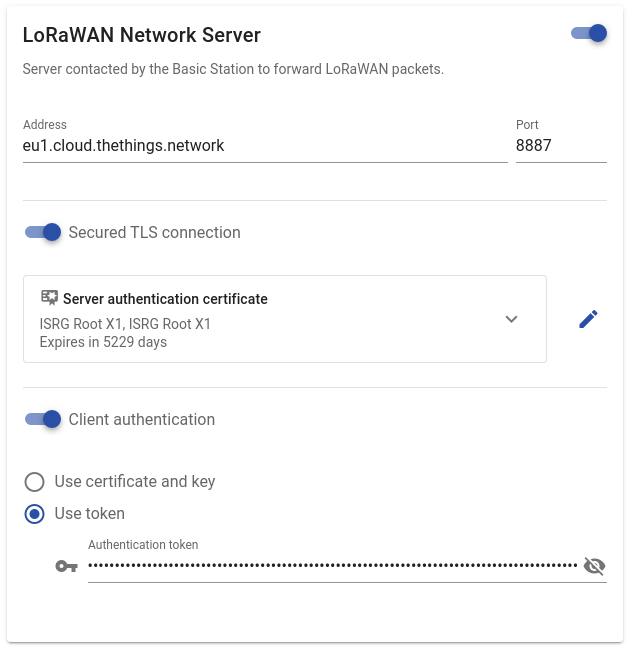 LoRaWAN Network Server
Server contacted by the Basic Station to forward LoRaWAN packets.
Address
Port
eu1.cloud.thethings.network
8887
Secured TLS connection
Server authentication certificate
ISRG Root X1, ISRG Root X1
Expires in 5229 days
Client authentication
Use certificate and key
Use token
Authentication token